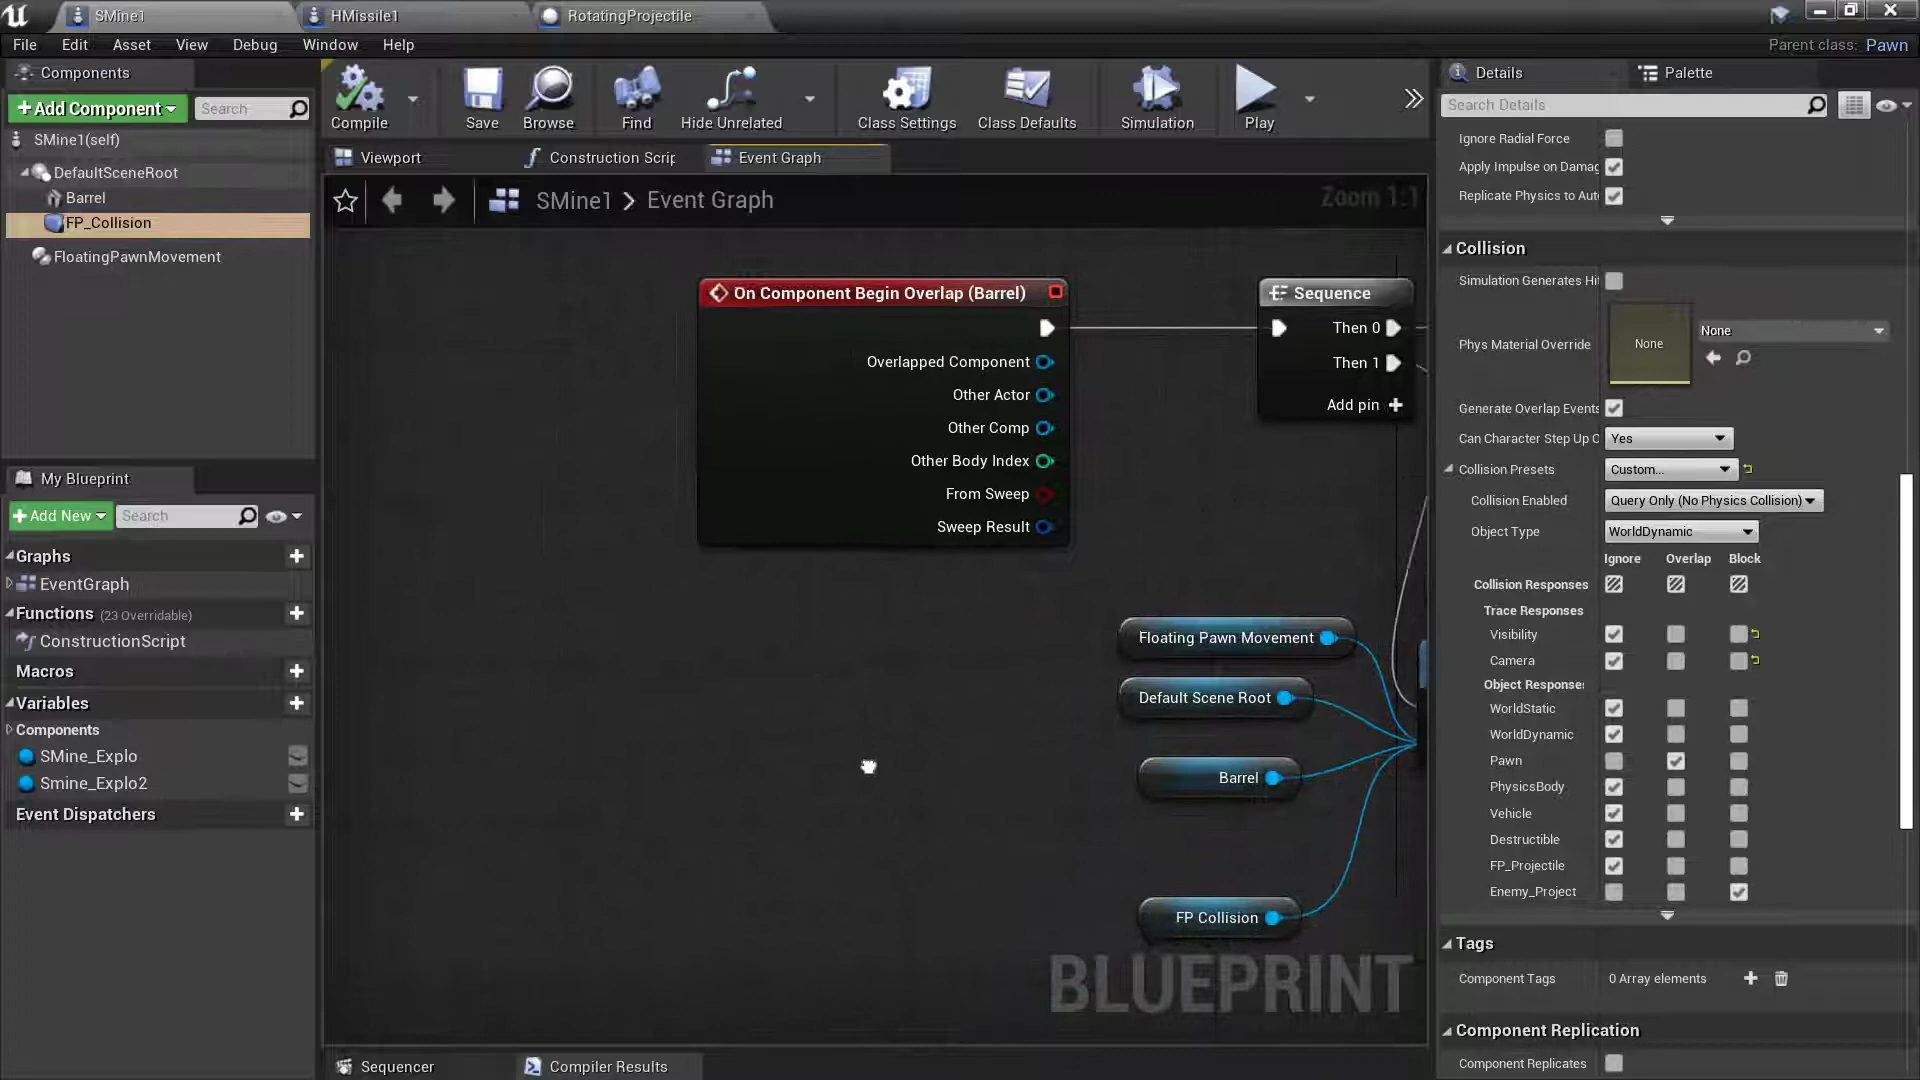 SMine1
HMissile1
RotatingProjectile
File Edit Asset View Debug Window Help
Parent class: Pawn
Components
+ Add Component
Search
SMine1(self)
DefaultSceneRoot
Barrel
FP_Collision
FloatingPawnMovement
My Blueprint
+ Add New
Search
Graphs
EventGraph
Functions (23 Overridable)
ConstructionScript
Macros
Variables
Components
SMine_Explo
Smine_Explo2
Event Dispatchers
Compile
Save
Browse
Find
Hide Unrelated
Class Settings
Class Defaults
Simulation
Play
Viewport
Construction Scrip
Event Graph
SMine1 > Event Graph
Zoom 1:1
On Component Begin Overlap (Barrel)
Overlapped Component
Other Actor
Other Comp
Other Body Index
From Sweep
Sweep Result
Sequence
Then 0
Then 1
Add pin +
Floating Pawn Movement
Default Scene Root
Barrel
FP Collision
BLUEPRINT
Sequencer
Compiler Results
Details
Palette
Search Details
Ignore Radial Force
Apply Impulse on Damag
Replicate Physics to Aut
Collision
Simulation Generates Hi
Phys Material Override
None
None
Generate Overlap Events
Can Character Step Up O
Yes
Collision Presets
Custom...
Collision Enabled
Query Only (No Physics Collision)
Object Type
WorldDynamic
Ignore Overlap Block
Collision Responses
Trace Responses
Visibility
Camera
Object Responses
WorldStatic
WorldDynamic
Pawn
PhysicsBody
Vehicle
Destructible
FP_Projectile
Enemy_Project
Tags
Component Tags
0 Array elements
Component Replication
Component Replicates